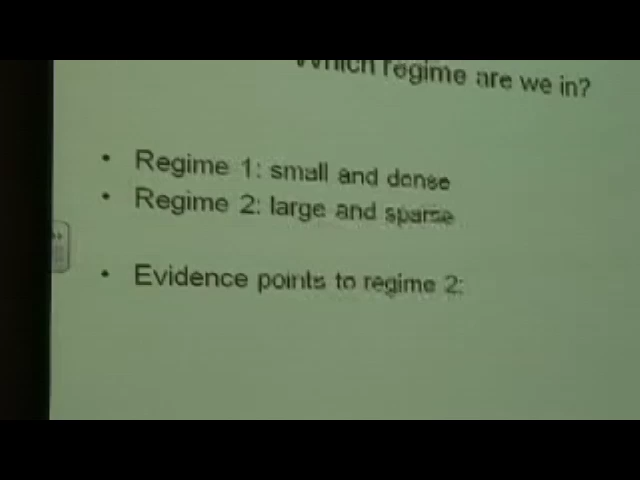 Which regime are we in?
• Regime 1: small and dense
• Regime 2: large and sparse
• Evidence points to regime 2: